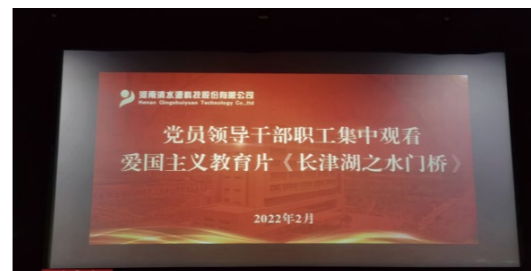 河南清水源科技股份有限公司
Henan Qingshuiyuan Technology Co.,ltd
党员领导干部职工集中观看
爱国主义教育片《长津湖之水门桥》
2022年2月